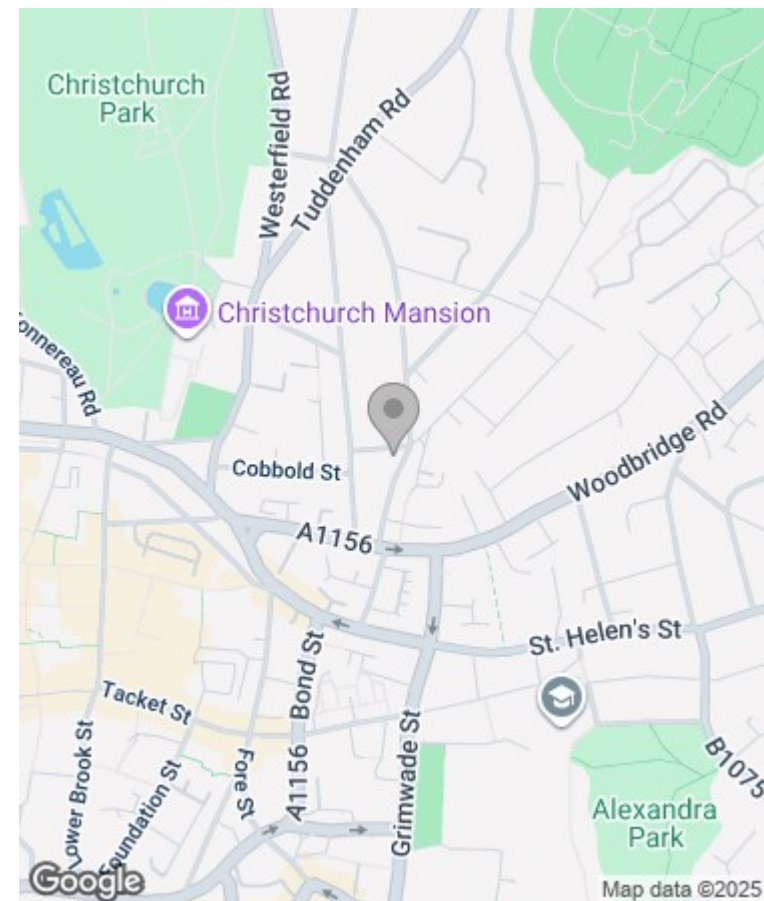 Christchurch
Park
Westerfield Rd
Tuddenham Rd
Christchurch Mansion
Fonnereau Rd
Cobbold St
Woodbridge Rd
A1156
St. Helen's St
Bond St
A1156
Tacket St
Lower Brook St
Foundation St
Fore St
Grimwade St
B1075
Alexandra
Park
Google
Map data ©2025